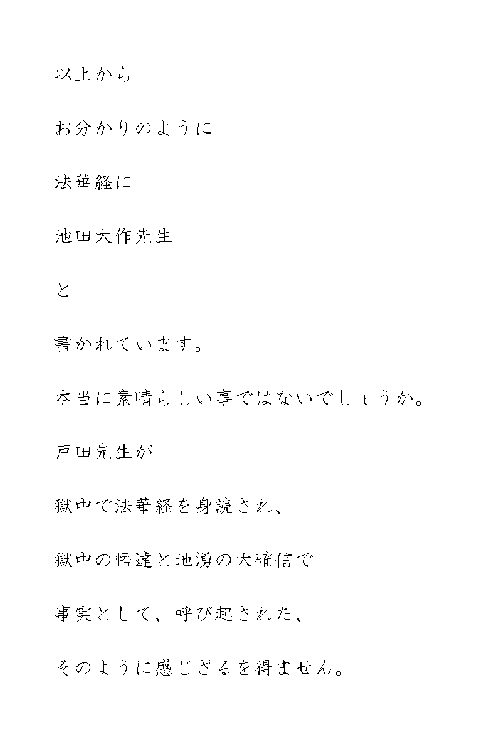 以上から
お分かりのように
法華経に
池田大作先生
と
書かれています。
本当に素晴らしい事ではないでしょうか。
戸田先生が
獄中で法華経を身読され、
獄中の悟達と地湧の大確信で
事実として、呼び起された、
そのように感じざるを得ません。